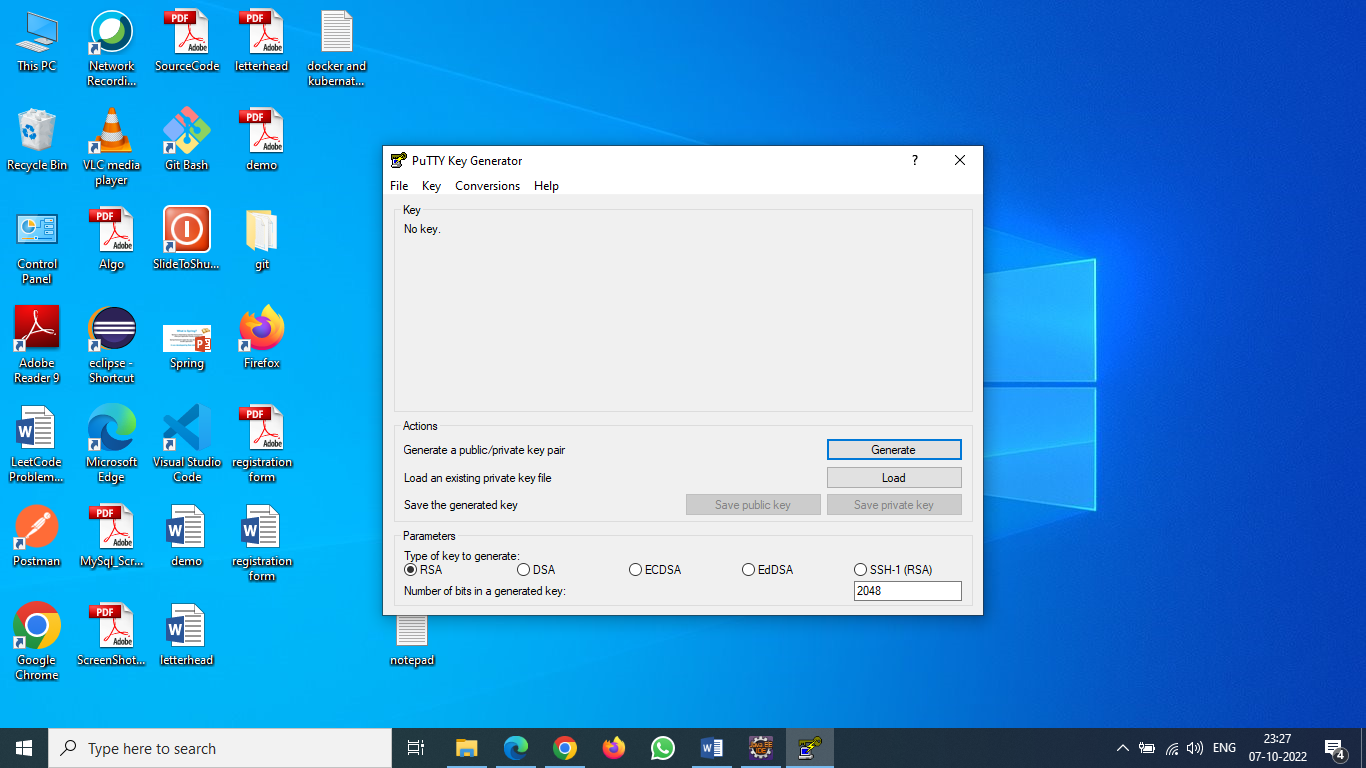 This PC
Network
Recordi...
SourceCode
letterhead
docker and
kubernat...
Recycle Bin
VLC media
player
Git Bash
demo
Control
Panel
Algo
SlideToShu...
git
Adobe
Reader 9
eclipse -
Shortcut
Spring
Firefox
LeetCode
Problem...
Microsoft
Edge
Visual Studio
Code
registration
form
Postman
MySql_Scr...
demo
registration
form
Google
Chrome
ScreenShot...
letterhead
notepad
PuTTY Key Generator
File Key Conversions Help
Key
No key.
Actions
Generate a public/private key pair Generate
Load an existing private key file Load
Save the generated key Save public key Save private key
Parameters
Type of key to generate:
RSA DSA ECDSA EdDSA SSH-1 (RSA)
Number of bits in a generated key: 2048
Type here to search
ENG
23:27
07-10-2022
4